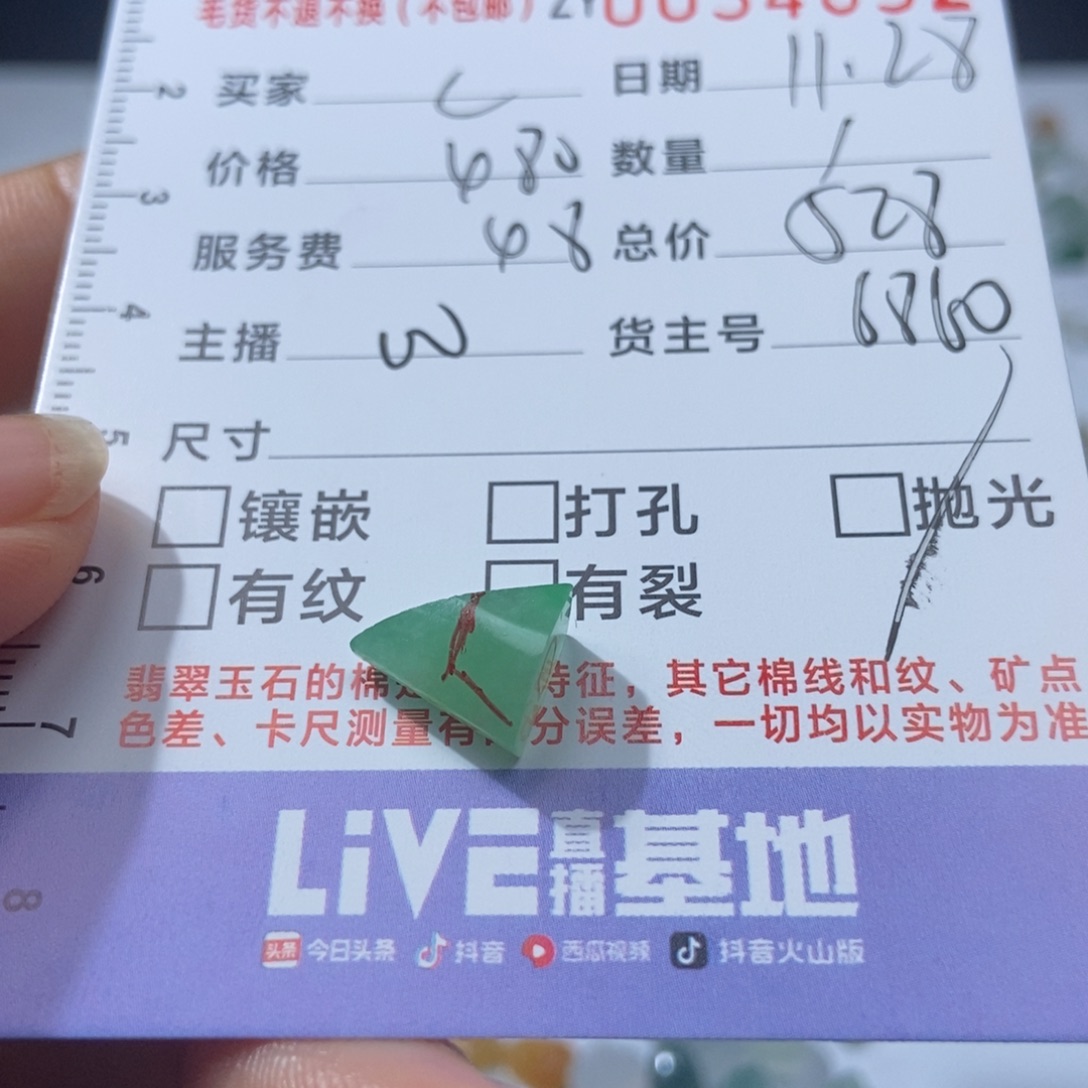 毛货不退不换（不包邮）ZY0034632
买家 C 日期 11.28
价格 480 数量 1
服务费 48 总价 528
主播 3 货主号 6860
尺寸
镶嵌 打孔 抛光
有纹 有裂
翡翠玉石的棉 特征，其它棉线和纹、矿点
色差、卡尺测量有 分误差，一切均以实物为准
LiVE直播基地
头条 今日头条 抖音 西瓜视频 抖音火山版
2
3
4
5
6
7
8